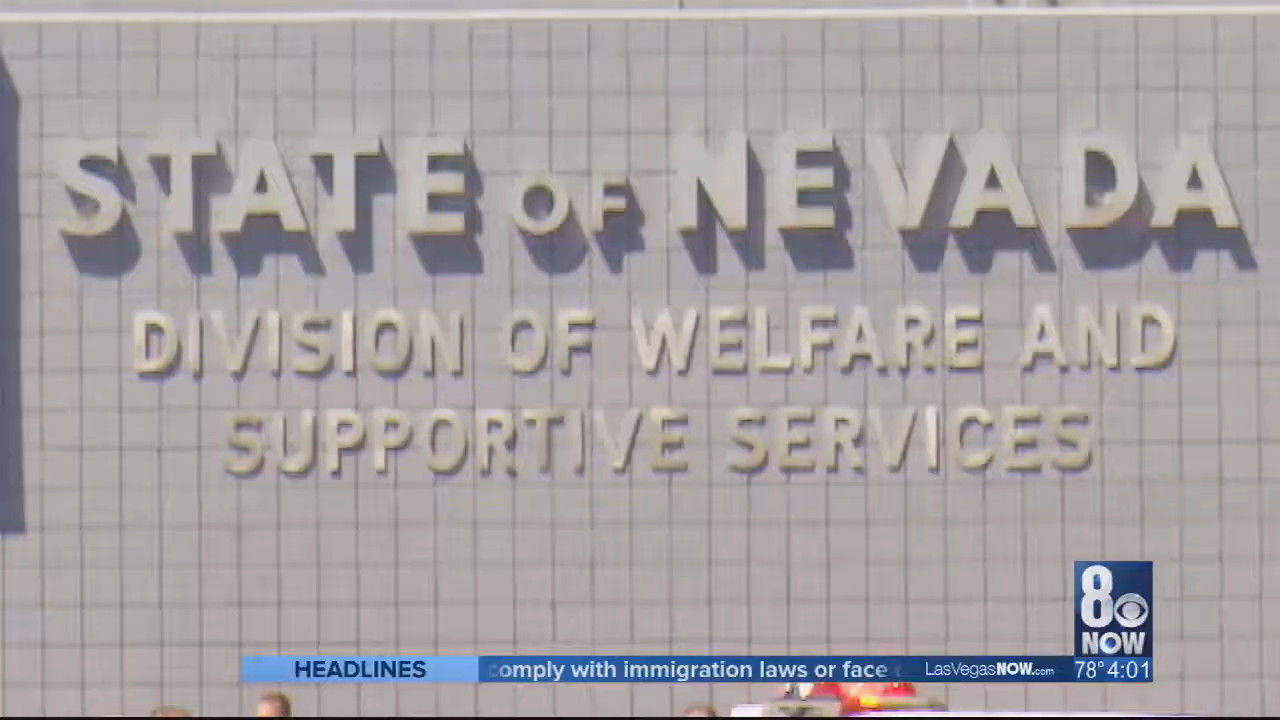 STATE OF NEVADA
DIVISION OF WELFARE AND
SUPPORTIVE SERVICES
8
NOW
HEADLINES comply with immigration laws or face LasVegasNOW.com 78° 4:01